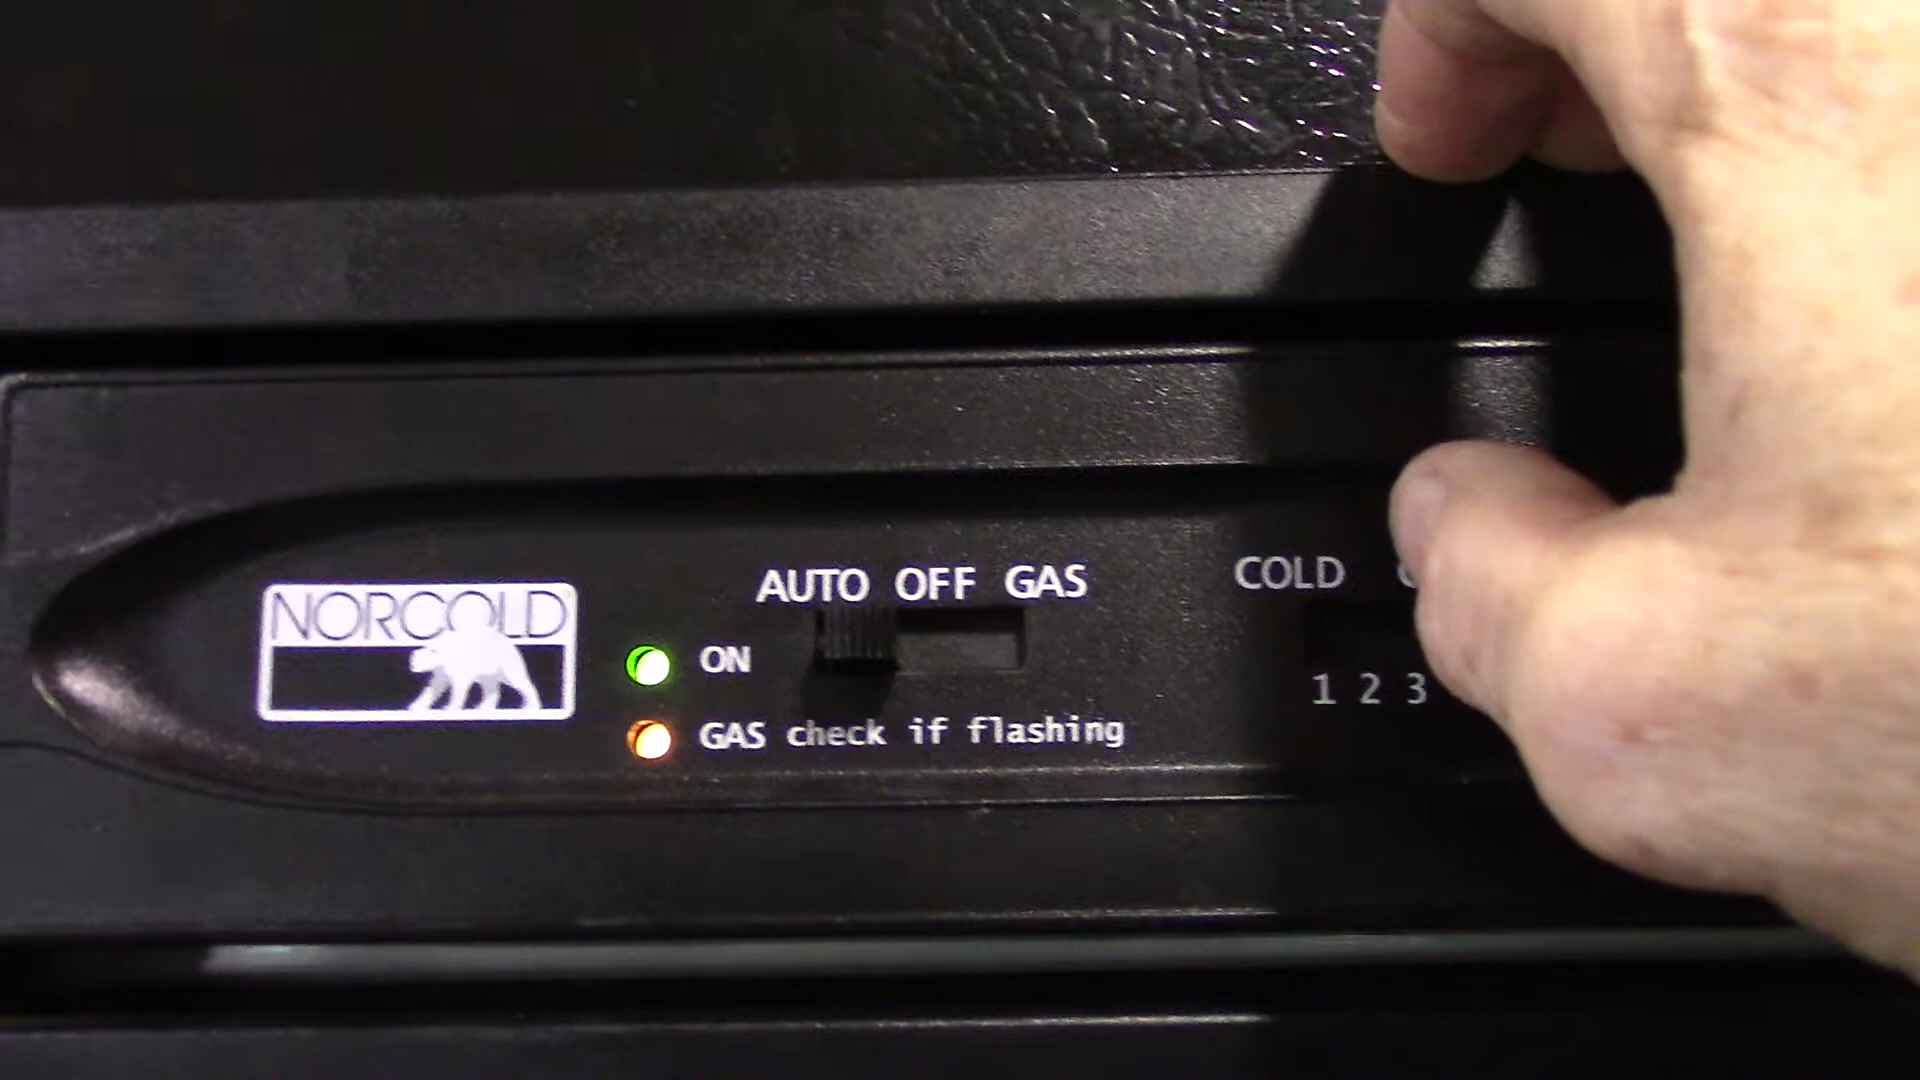 NORCOLD
AUTO OFF GAS
ON
GAS check if flashing
COLD
1 2 3